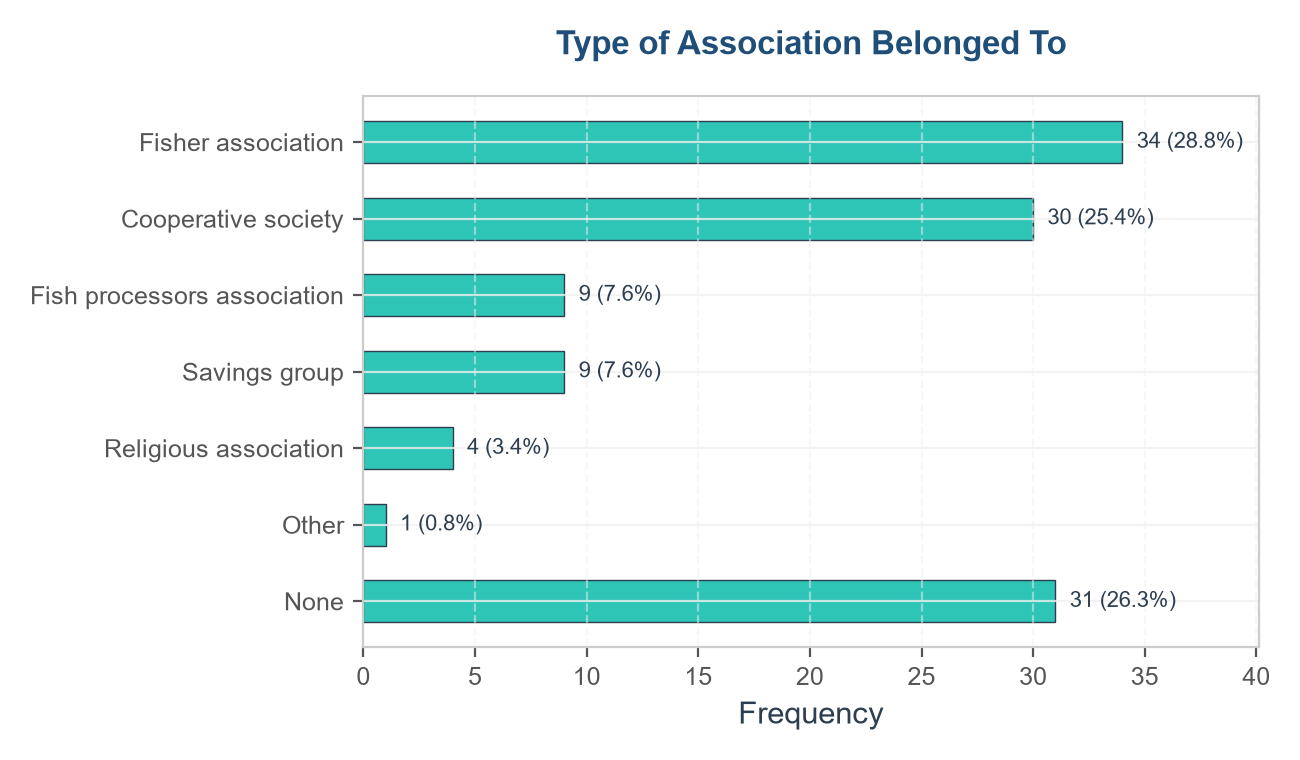 Type of Association Belonged To
Fisher association
34 (28.8%)
Cooperative society
30 (25.4%)
Fish processors association
9 (7.6%)
Savings group
9 (7.6%)
Religious association
4 (3.4%)
Other
1 (0.8%)
None
31 (26.3%)
0 5 10 15 20 25 30 35 40
Frequency